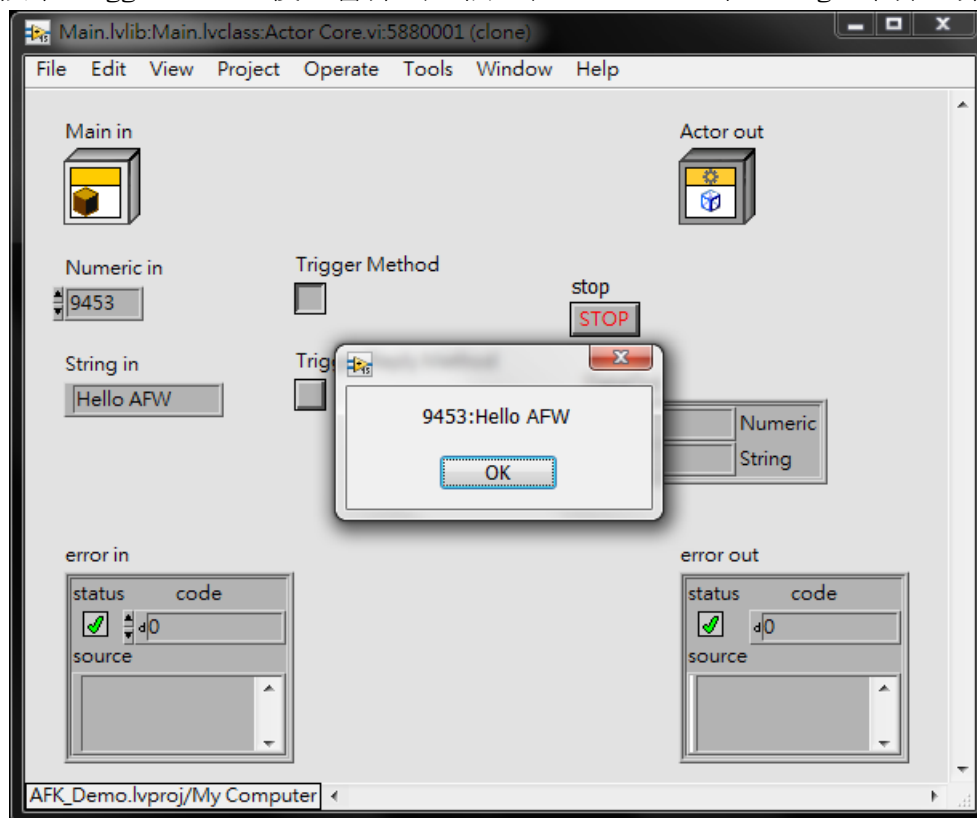 Main.lvlib:Main.lvclass:Actor Core.vi:5880001 (clone)
File Edit View Project Operate Tools Window Help
Main in
Actor out
Numeric in
9453
Trigger Method
stop
STOP
String in
Hello AFW
9453:Hello AFW
OK
Numeric
String
error in
status code
0
source
error out
status code
0
source
AFK_Demo.lvproj/My Computer